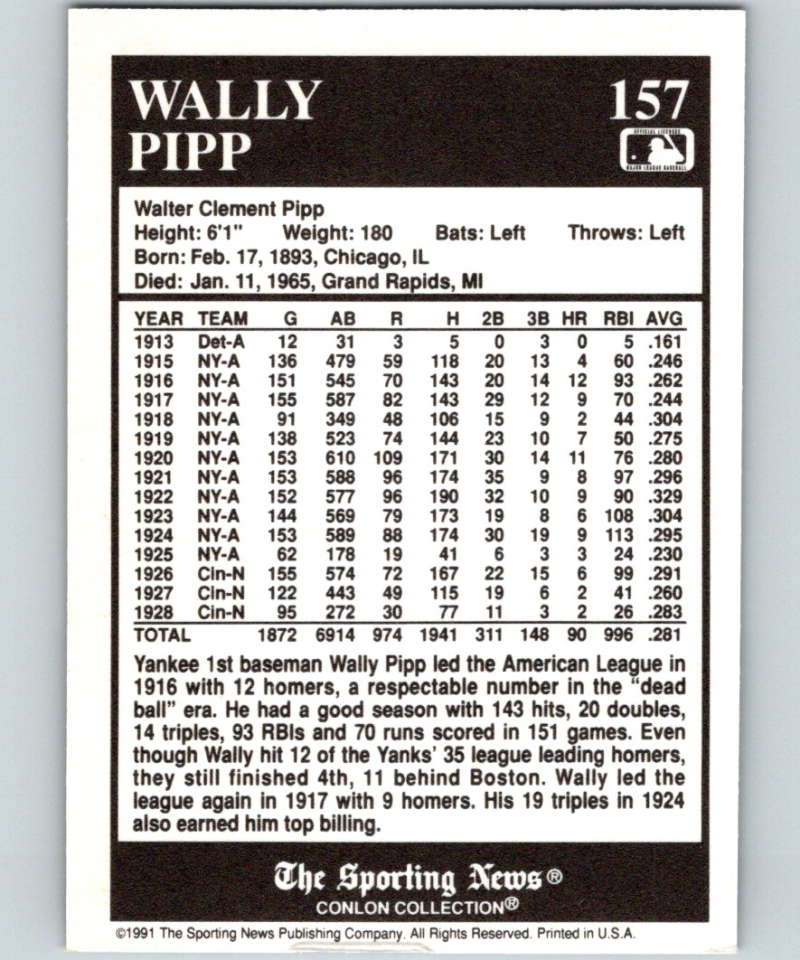 WALLY 157
PIPP
OFFICIAL LICENSEE
MAJOR LEAGUE BASEBALL
Walter Clement Pipp
Height: 6'1" Weight: 180 Bats: Left Throws: Left
Born: Feb. 17, 1893, Chicago, IL
Died: Jan. 11, 1965, Grand Rapids, MI
YEAR TEAM G AB R H 2B 3B HR RBI AVG
1913 Det-A 12 31 3 5 0 3 0 5 .161
1915 NY-A 136 479 59 118 20 13 4 60 .246
1916 NY-A 151 545 70 143 20 14 12 93 .262
1917 NY-A 155 587 82 143 29 12 9 70 .244
1918 NY-A 91 349 48 106 15 9 2 44 .304
1919 NY-A 138 523 74 144 23 10 7 50 .275
1920 NY-A 153 610 109 171 30 14 11 76 .280
1921 NY-A 153 588 96 174 35 9 8 97 .296
1922 NY-A 152 577 96 190 32 10 9 90 .329
1923 NY-A 144 569 79 173 19 8 6 108 .304
1924 NY-A 153 589 88 174 30 19 9 113 .295
1925 NY-A 62 178 19 41 6 3 3 24 .230
1926 Cin-N 155 574 72 167 22 15 6 99 .291
1927 Cin-N 122 443 49 115 19 6 2 41 .260
1928 Cin-N 95 272 30 77 11 3 2 26 .283
TOTAL 1872 6914 974 1941 311 148 90 996 .281
Yankee 1st baseman Wally Pipp led the American League in
1916 with 12 homers, a respectable number in the “dead
ball” era. He had a good season with 143 hits, 20 doubles,
14 triples, 93 RBIs and 70 runs scored in 151 games. Even
though Wally hit 12 of the Yanks’ 35 league leading homers,
they still finished 4th, 11 behind Boston. Wally led the
league again in 1917 with 9 homers. His 19 triples in 1924
also earned him top billing.
The Sporting News®
CONLON COLLECTION®
©1991 The Sporting News Publishing Company. All Rights Reserved. Printed in U.S.A.